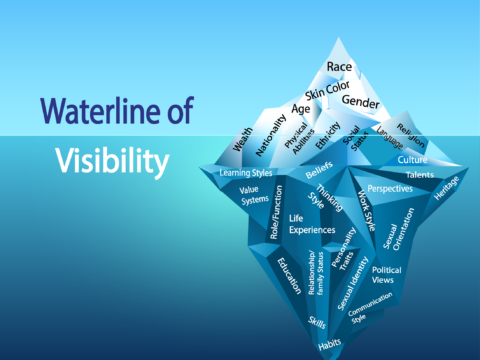 Waterline of
Visibility
Race
Skin Color
Age
Gender
Wealth
Nationality
Physical
Abilities
Ethnicity
Social
Status
Language
Religion
Culture
Learning Styles
Beliefs
Talents
Value
Systems
Role/Function
Thinking
Style
Perspectives
Heritage
Work Style
Life
Experiences
Sexual
Orientation
Education
Relationship/
family Status
Personality
Traits
Sexual Identity
Political
Views
Communication
Style
Skills
Habits